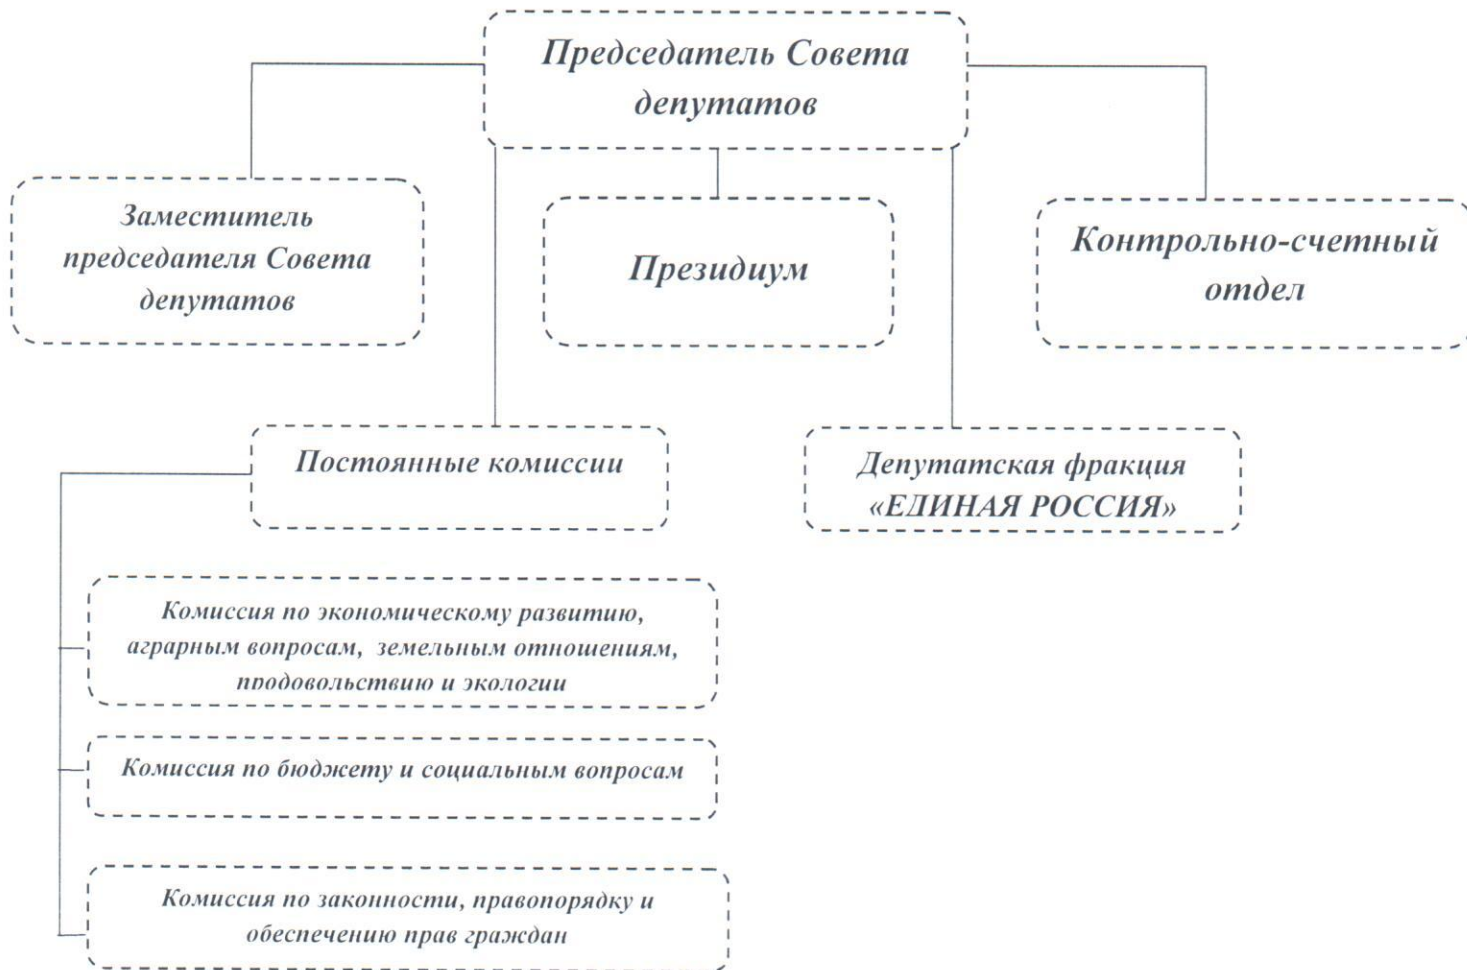 Председатель Совета
депутатов
Заместитель
председателя Совета
депутатов
Президиум
Контрольно-счетный
отдел
Постоянные комиссии
Депутатская фракция
«ЕДИНАЯ РОССИЯ»
Комиссия по экономическому развитию,
аграрным вопросам, земельным отношениям,
продовольствию и экологии
Комиссия по бюджету и социальным вопросам
Комиссия по законности, правопорядку и
обеспечению прав граждан